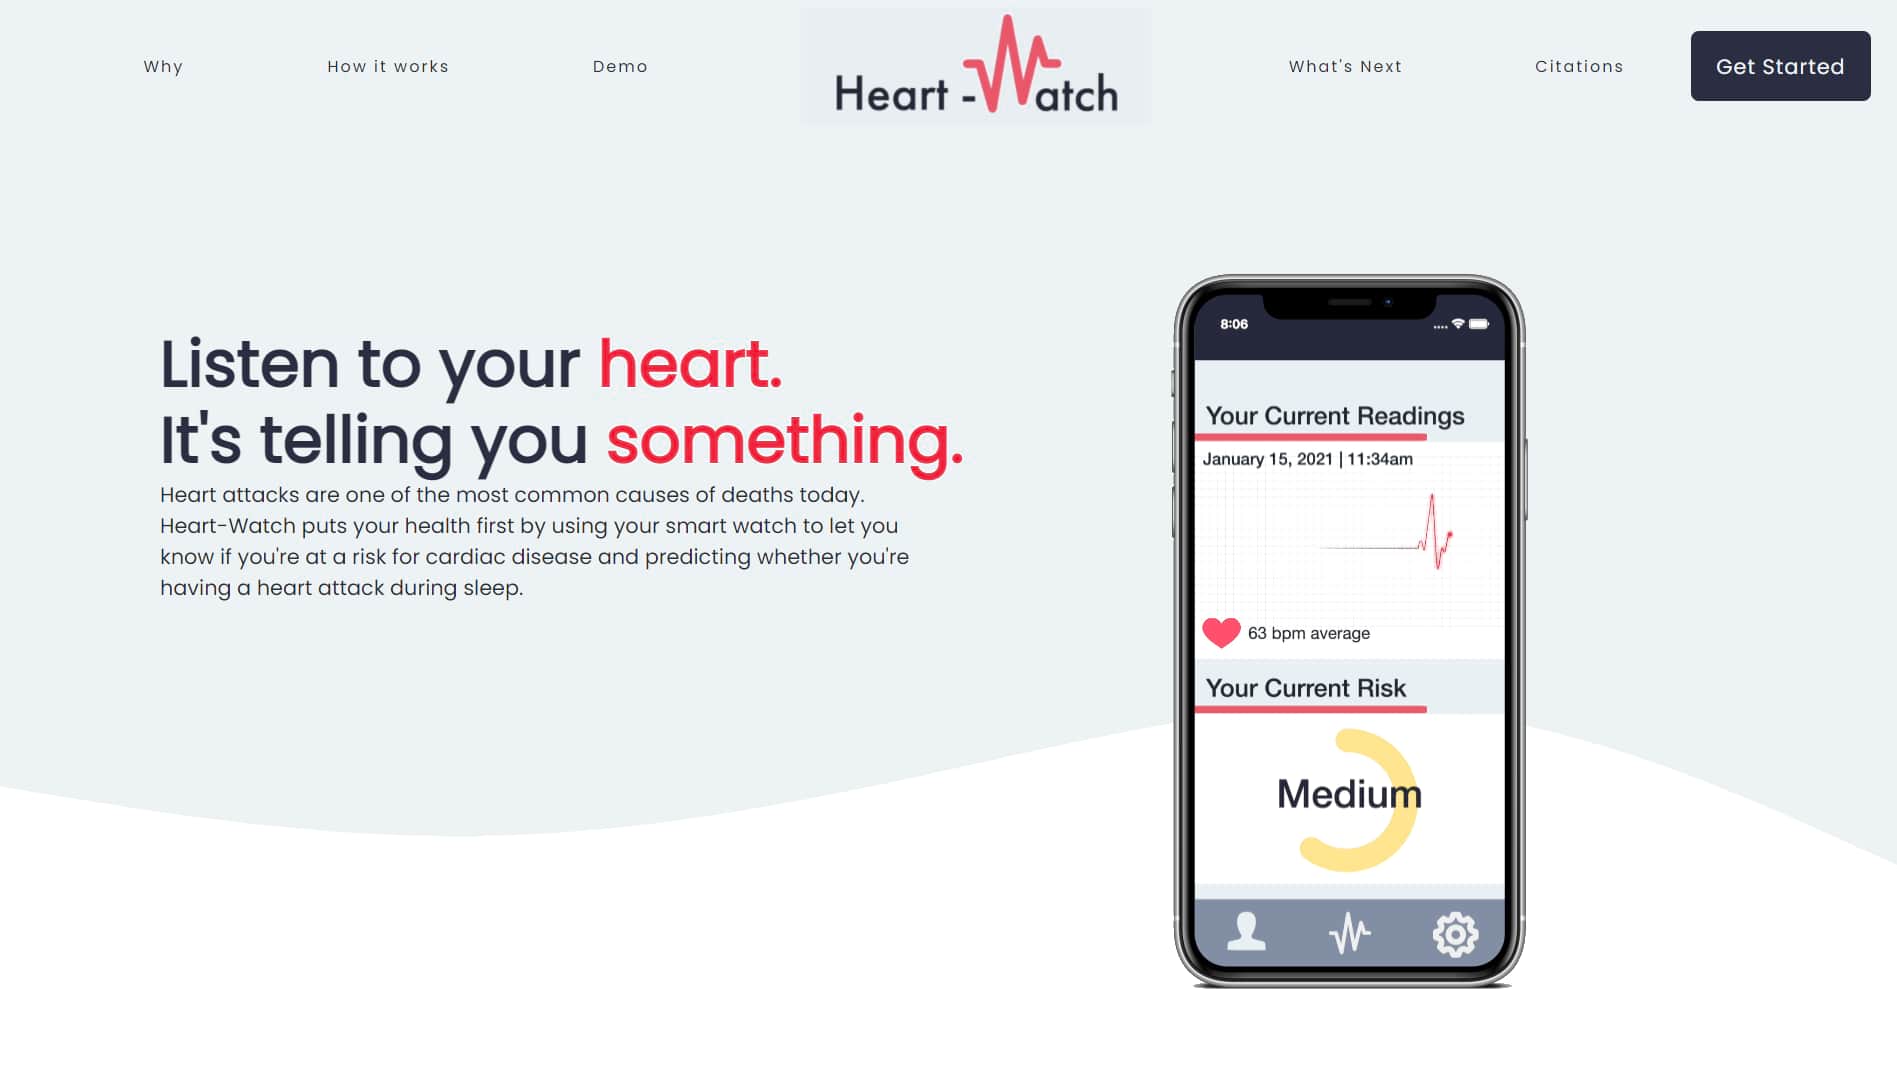 Why
How it works
Demo
Heart -Watch
What's Next
Citations
Get Started
Listen to your heart.
It's telling you something.
Heart attacks are one of the most common causes of deaths today.
Heart-Watch puts your health first by using your smart watch to let you
know if you're at a risk for cardiac disease and predicting whether you're
having a heart attack during sleep.
8:06
Your Current Readings
January 15, 2021 | 11:34am
63 bpm average
Your Current Risk
Medium